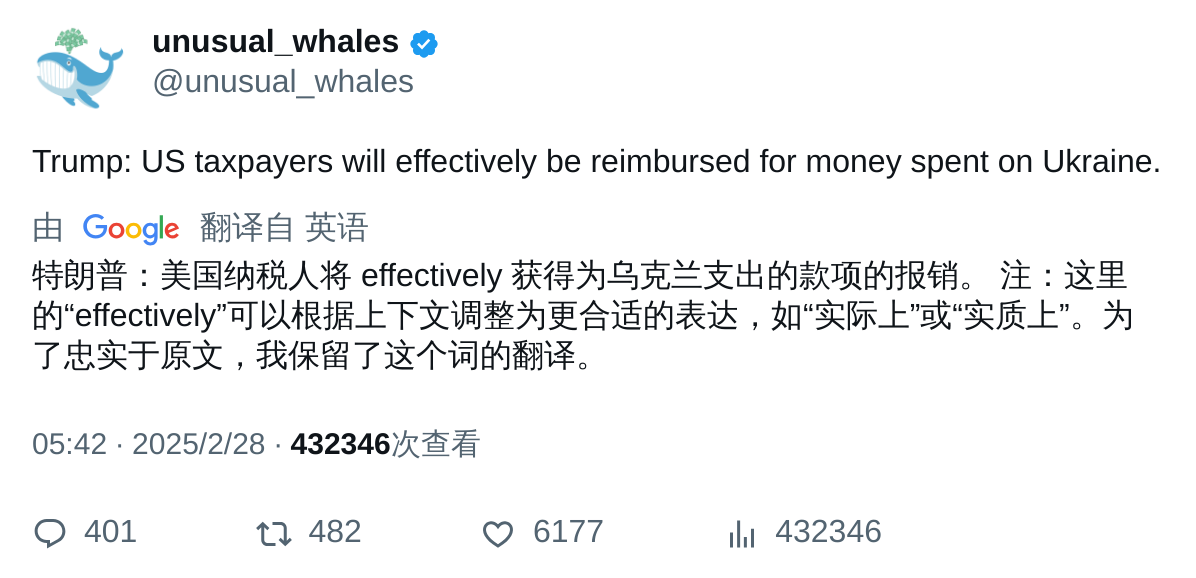 unusual_whales
@unusual_whales
Trump: US taxpayers will effectively be reimbursed for money spent on Ukraine.
由 Google 翻译自 英语
特朗普：美国纳税人将 effectively 获得为乌克兰支出的款项的报销。 注：这里
的“effectively”可以根据上下文调整为更合适的表达，如“实际上”或“实质上”。为
了忠实于原文，我保留了这个词的翻译。
05:42 · 2025/2/28 · 432346次查看
401 482 6177 432346